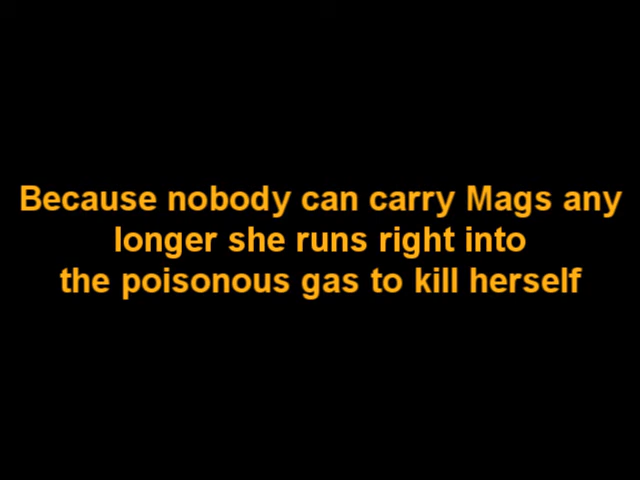 Because nobody can carry Mags any
longer she runs right into
the poisonous gas to kill herself